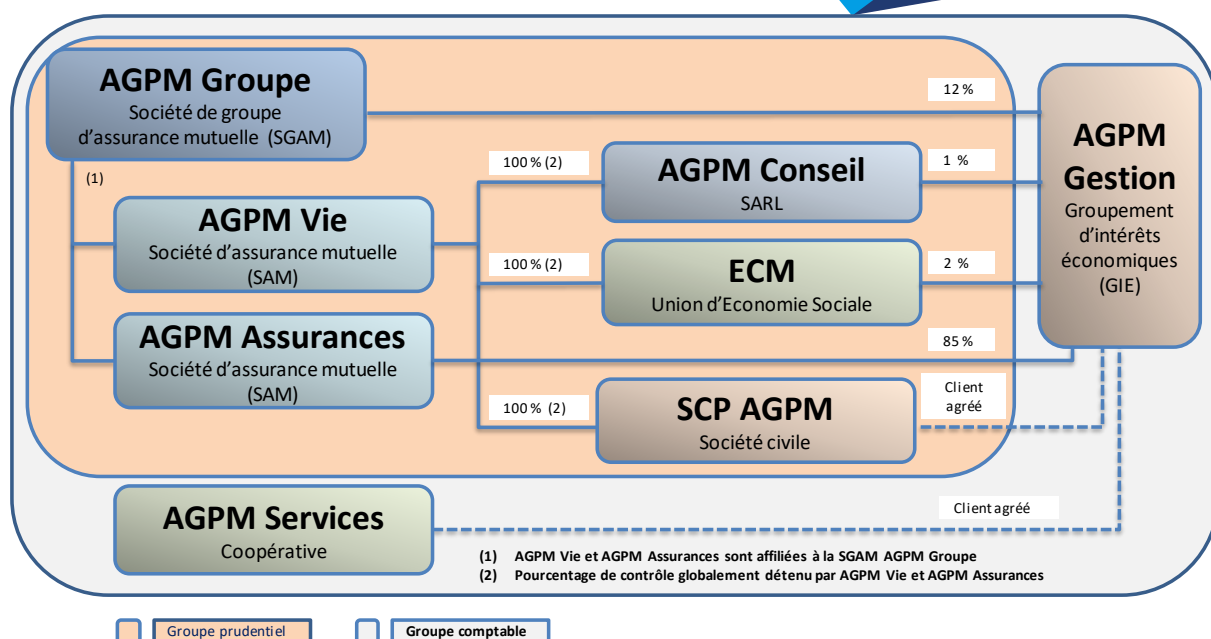 AGPM Groupe
Société de groupe
d'assurance mutuelle (SGAM)
12 %
AGPM
Gestion
Groupement
d'intérêts
économiques
(GIE)
(1)
100 % (2)
AGPM Conseil
SARL
1 %
AGPM Vie
Société d'assurance mutuelle
(SAM)
100 % (2)
ECM
Union d'Economie Sociale
2 %
AGPM Assurances
Société d'assurance mutuelle
(SAM)
85 %
100 % (2)
SCP AGPM
Société civile
Client
agréé
AGPM Services
Coopérative
Client agréé
(1) AGPM Vie et AGPM Assurances sont affiliées à la SGAM AGPM Groupe
(2) Pourcentage de contrôle globalement détenu par AGPM Vie et AGPM Assurances
Groupe prudentiel
Groupe comptable